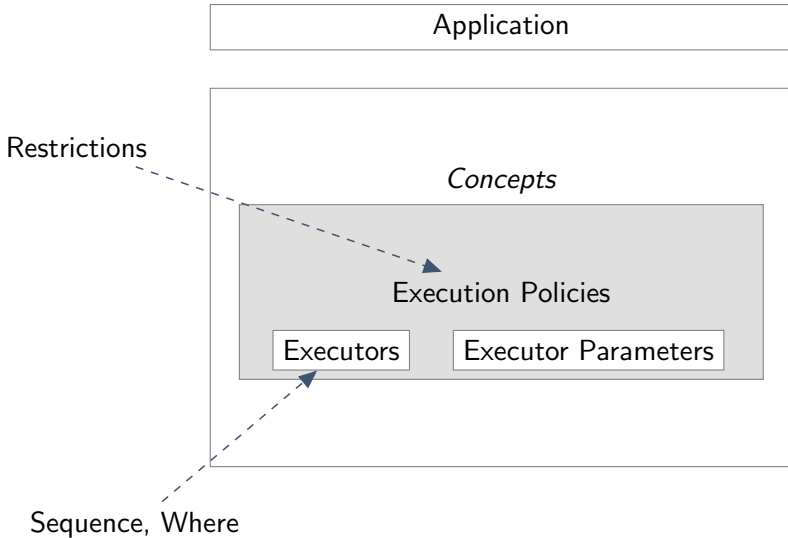 Application
Restrictions
Concepts
Execution Policies
Executors
Executor Parameters
Sequence, Where